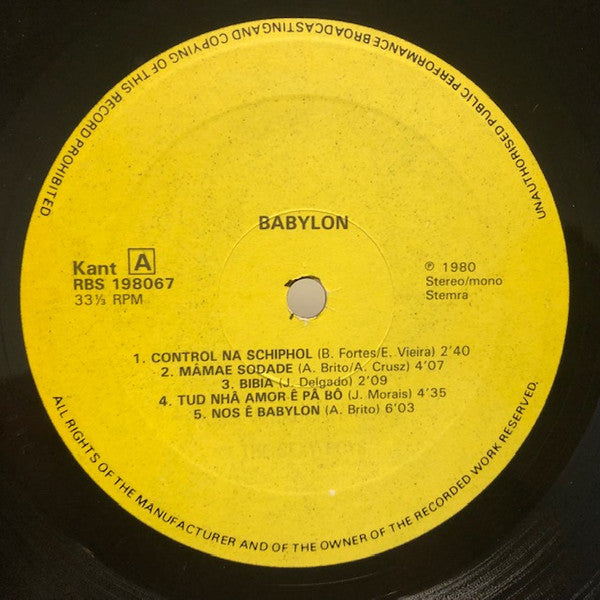 UNAUTHORISED PUBLIC PERFORMANCE BROADCASTING AND COPYING OF THIS RECORD PROHIBITED.
BABYLON
Kant A
RBS 198067
33⅓ RPM
℗ 1980
Stereo/mono
Stemra
1. CONTROL NA SCHIPHOL (B. Fortes/E. Vieira) 2'40
2. MÂMAE SODADE (A. Brito/A. Crusz) 4'07
3. BIBIA (J. Delgado) 2'09
4. TUD NHÂ AMOR Ê PÂ BÔ (J. Morais) 4'35
5. NOS Ê BABYLON (A. Brito) 6'03
ALL RIGHTS OF THE MANUFACTURER AND OF THE OWNER OF THE RECORDED WORK RESERVED.